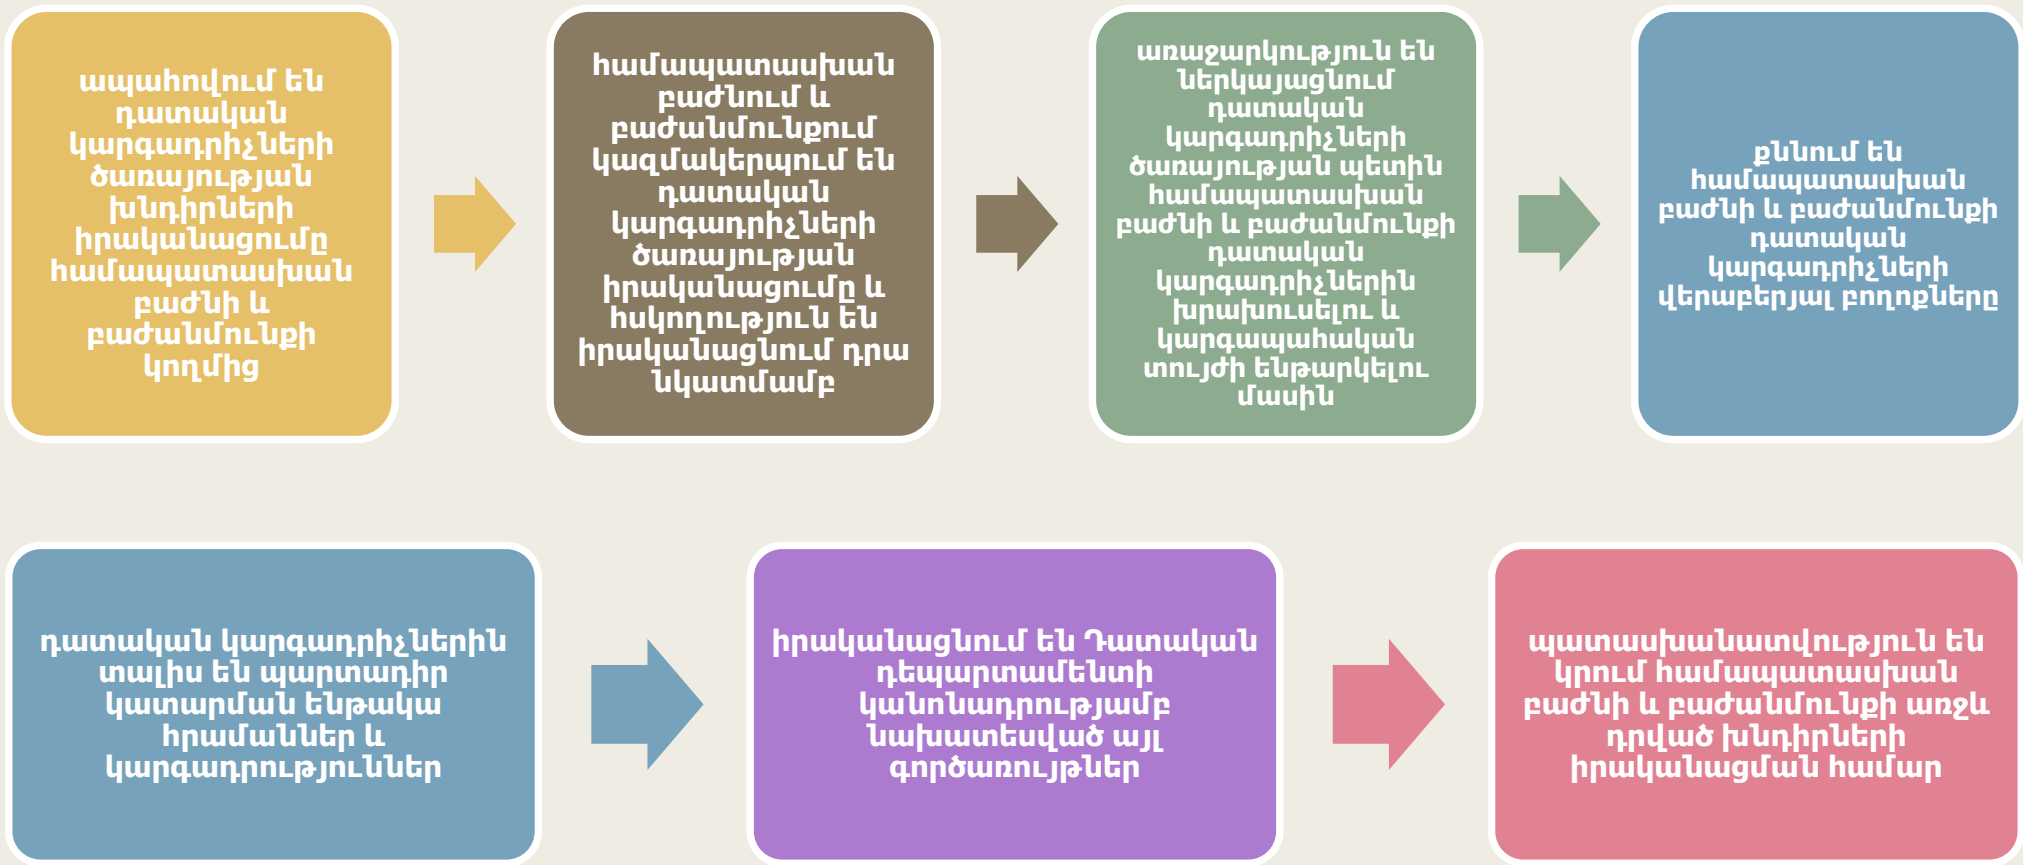 ապահովում են
դատական
կարգադրիչների
ծառայության
խնդիրների
իրականացումը
համապատասխան
բաժնի և
բաժանմունքի
կողմից
համապատասխան
բաժնում և
բաժանմունքում
կազմակերպում են
դատական
կարգադրիչների
ծառայության
իրականացումը և
հսկողություն են
իրականացնում դրա
նկատմամբ
առաջարկություն են
ներկայացնում
դատական
կարգադրիչների
ծառայության պետին
համապատասխան
բաժնի և բաժանմունքի
դատական
կարգադրիչներին
խրախուսելու և
կարգապահական
տույժի ենթարկելու
մասին
քննում են
համապատասխան
բաժնի և բաժանմունքի
դատական
կարգադրիչների
վերաբերյալ բողոքները
դատական կարգադրիչներին
տալիս են պարտադիր
կատարման ենթակա
հրամաններ և
կարգադրություններ
իրականացնում են Դատական
դեպարտամենտի
կանոնադրությամբ
նախատեսված այլ
գործառույթներ
պատասխանատվություն են
կրում համապատասխան
բաժնի և բաժանմունքի առջև
դրված խնդիրների
իրականացման համար